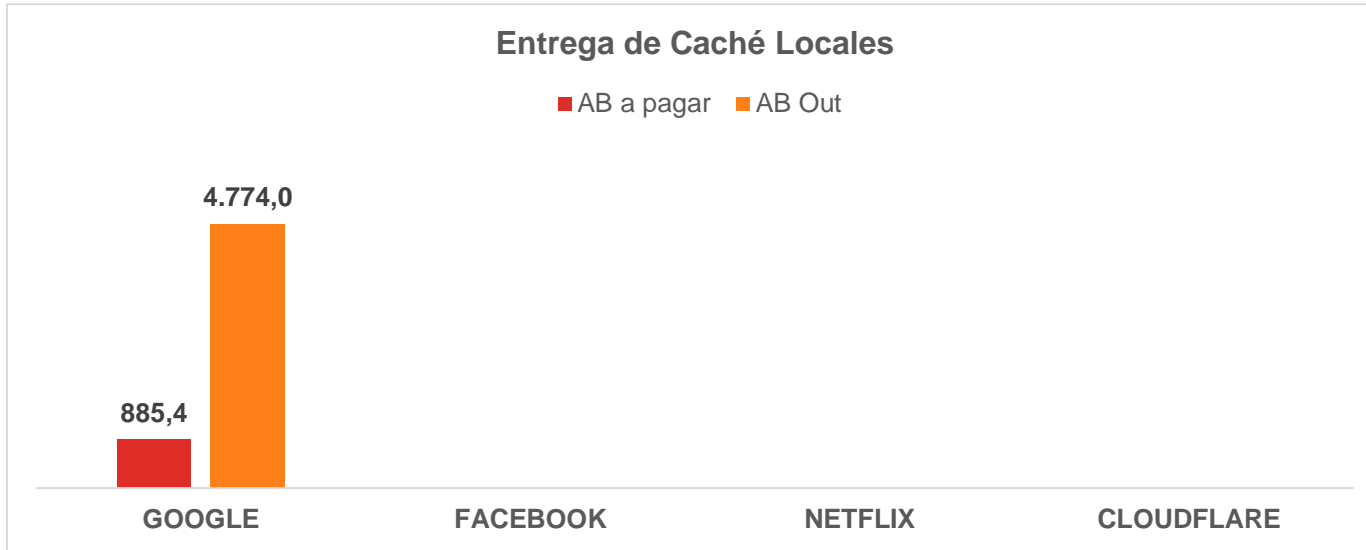 Entrega de Caché Locales
AB a pagar AB Out
4.774,0
885,4
GOOGLE FACEBOOK NETFLIX CLOUDFLARE